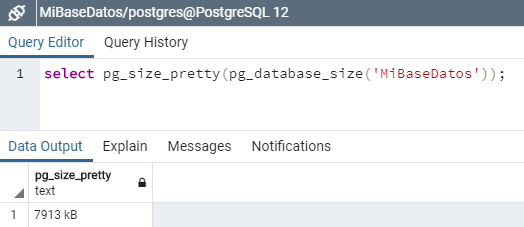 MiBaseDatos/postgres@PostgreSQL 12
Query Editor Query History
1 select pg_size_pretty(pg_database_size('MiBaseDatos'));
Data Output Explain Messages Notifications
pg_size_pretty
text
1 7913 kB